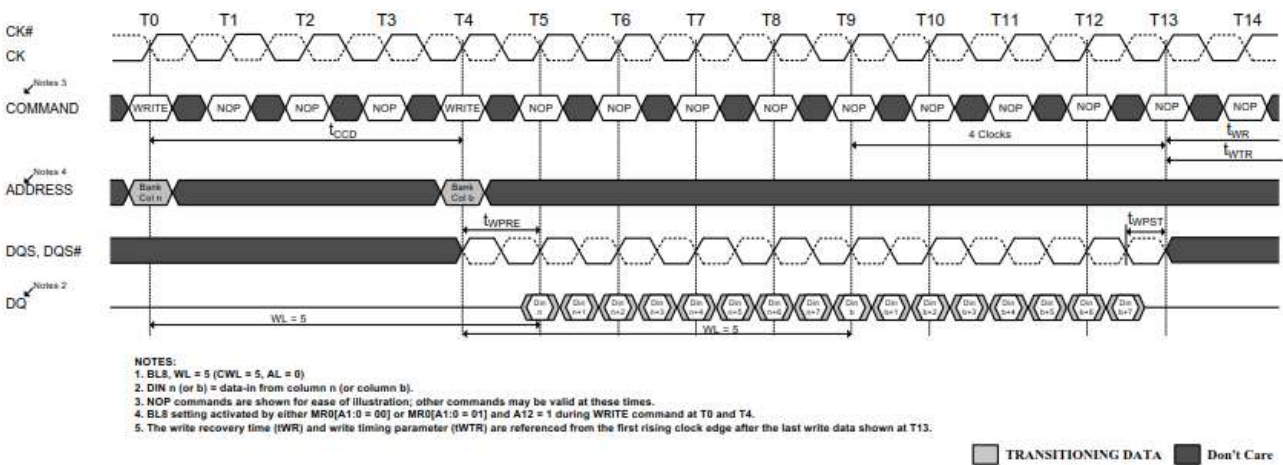 T0 T1 T2 T3 T4 T5 T6 T7 T8 T9 T10 T11 T12 T13 T14
CK#
CK
Notes 3
COMMAND
WRITE NOP NOP NOP WRITE NOP NOP NOP NOP NOP NOP NOP NOP NOP NOP
tCCD
4 Clocks
tWR
tWTR
Notes 4
ADDRESS
Bank Col n
Bank Col b
tWPRE
tWPST
DQS, DQS#
Notes 2
DQ
Din n Din n+1 Din n+2 Din n+3 Din n+4 Din n+5 Din n+6 Din n+7 Din b Din b+1 Din b+2 Din b+3 Din b+4 Din b+5 Din b+6 Din b+7
WL = 5
WL = 5
NOTES:
1. BL8, WL = 5 (CWL = 5, AL = 0)
2. DIN n (or b) = data-in from column n (or column b).
3. NOP commands are shown for ease of illustration; other commands may be valid at these times.
4. BL8 setting activated by either MR0[A1:0 = 00] or MR0[A1:0 = 01] and A12 = 1 during WRITE command at T0 and T4.
5. The write recovery time (tWR) and write timing parameter (tWTR) are referenced from the first rising clock edge after the last write data shown at T13.
TRANSITIONING DATA
Don't Care